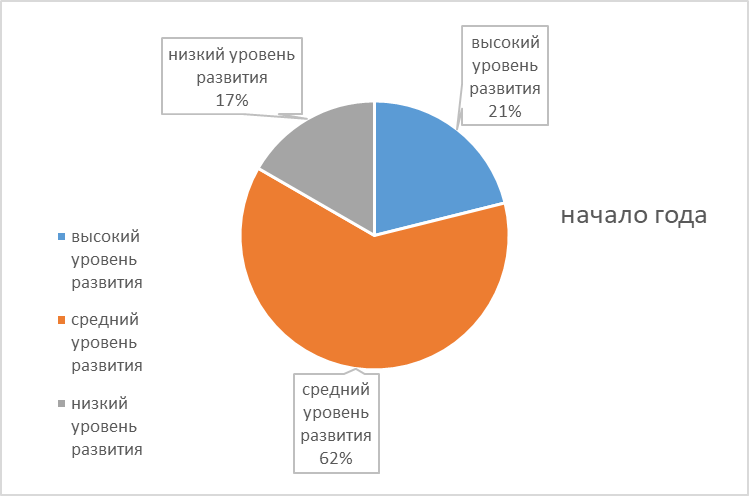 низкий уровень
развития
17%
высокий
уровень
развития
21%
начало года
высокий
уровень
развития
средний
уровень
развития
низкий
уровень
развития
средний
уровень
развития
62%